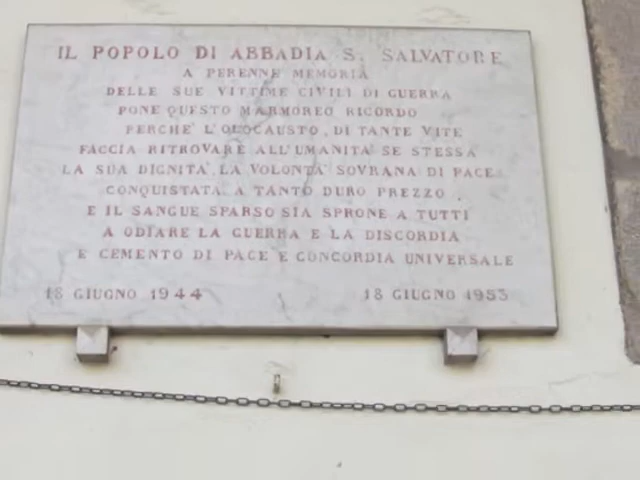 IL POPOLO DI ABBADIA S. SALVATORE
A PERENNE MEMORIA
DELLE SUE VITTIME CIVILI DI GUERRA
PONE QUESTO MARMOREO RICORDO
PERCHE' L'OLOCAUSTO, DI TANTE VITE
FACCIA RITROVARE ALL'UMANITA' SE STESSA
LA SUA DIGNITA', LA VOLONTA' SOVRANA DI PACE
CONQUISTATA A TANTO DURO PREZZO,
E IL SANGUE SPARSO SIA SPRONE A TUTTI
A ODIARE LA GUERRA E LA DISCORDIA
E CEMENTO DI PACE E CONCORDIA UNIVERSALE
18 GIUGNO 1944 18 GIUGNO 1953